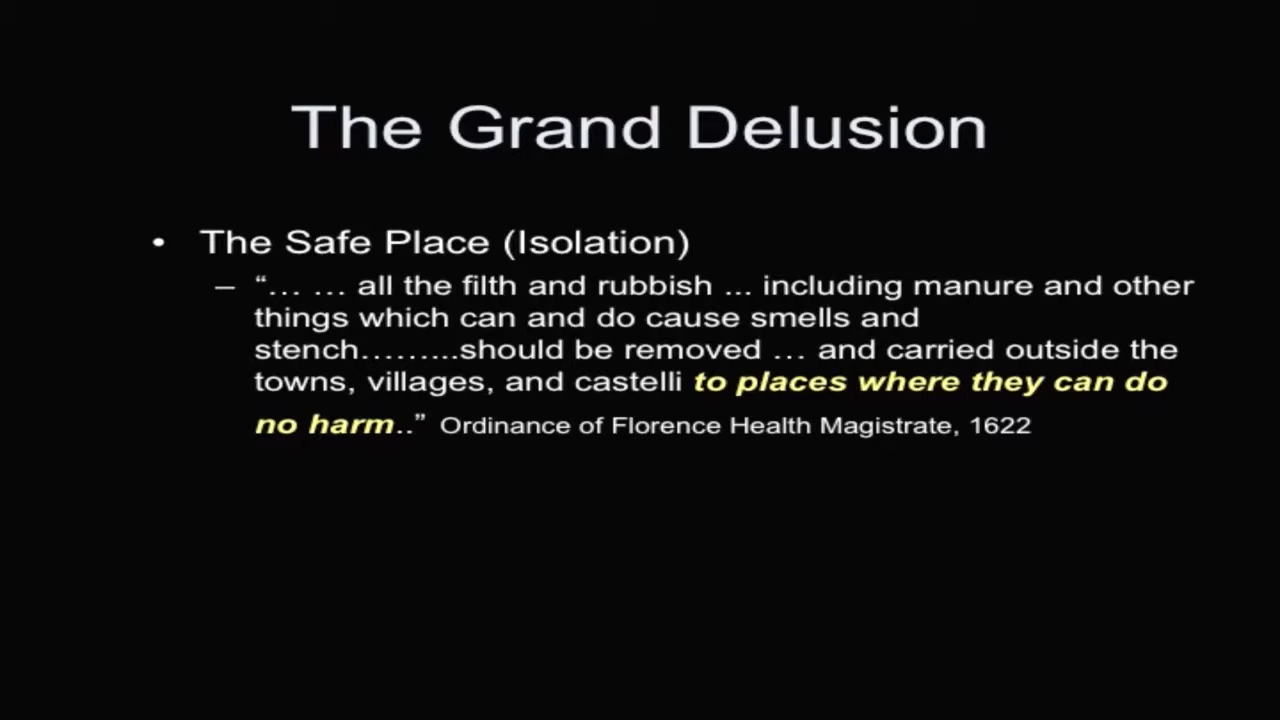 The Grand Delusion
• The Safe Place (Isolation)
– “… … all the filth and rubbish ... including manure and other
things which can and do cause smells and
stench……...should be removed … and carried outside the
towns, villages, and castelli to places where they can do
no harm..” Ordinance of Florence Health Magistrate, 1622